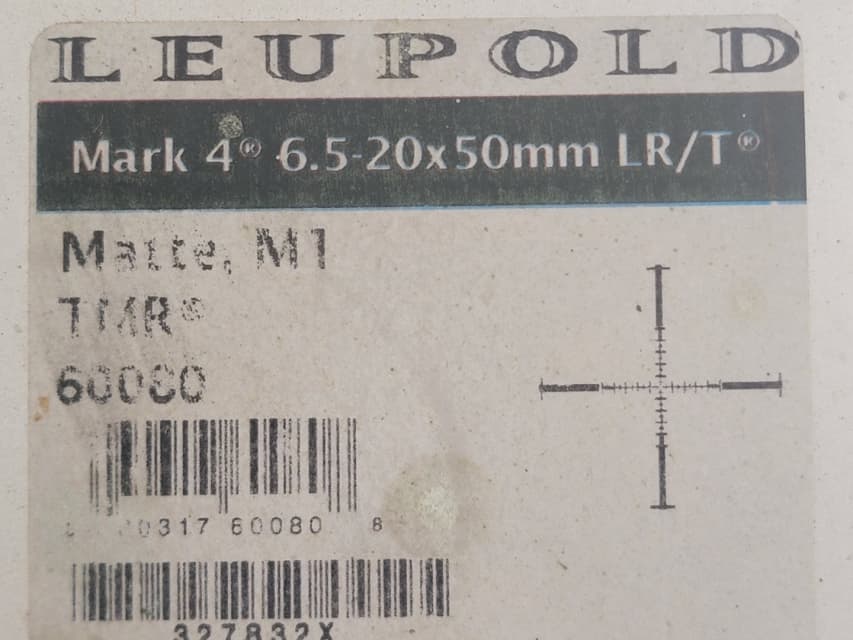 LEUPOLD
Mark 4® 6.5-20x50mm LR/T®
Matte, M1
TMR®
60080
0317 60080 8
327832X